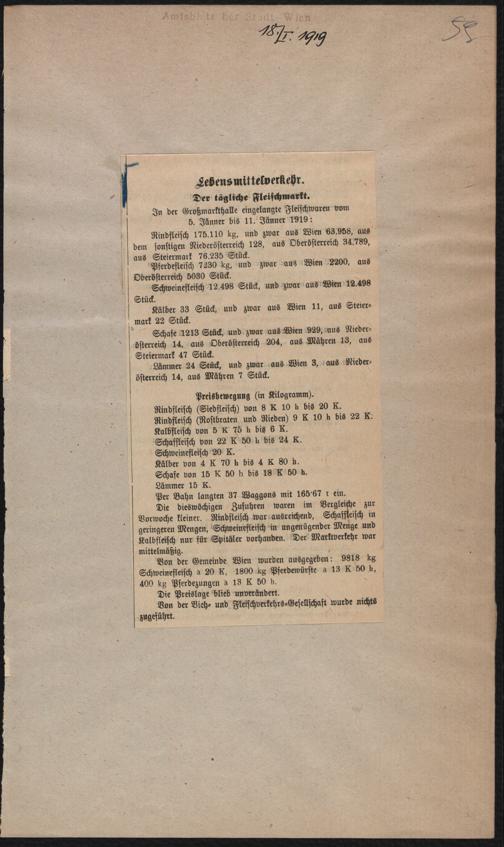 Amtsblatt der Stadt Wien
18./I. 1919
59
Lebensmittelverkehr.
Der tägliche Fleischmarkt.
In der Großmarkthalle eingelangte Fleischwaren vom
5. Jänner bis 11. Jänner 1919:
Rindfleisch 175.110 kg, und zwar aus Wien 63.958, aus
dem sonstigen Niederösterreich 128, aus Oberösterreich 34.789,
aus Steiermark 76.235 Stück.
Pferdefleisch 7230 kg, und zwar aus Wien 2200, aus
Oberösterreich 5030 Stück.
Schweinefleisch 12.498 Stück, und zwar aus Wien 12.498
Stück.
Kälber 33 Stück, und zwar aus Wien 11, aus Steier-
mark 22 Stück.
Schafe 1213 Stück, und zwar aus Wien 929, aus Nieder-
österreich 14, aus Oberösterreich 204, aus Mähren 13, aus
Steiermark 47 Stück.
Lämmer 24 Stück, und zwar aus Wien 3, aus Nieder-
österreich 14, aus Mähren 7 Stück.
Preisbewegung (in Kilogramm).
Rindfleisch (Siedfleisch) von 8 K 10 h bis 20 K.
Rindfleisch (Rostbraten und Rieden) 9 K 10 h bis 22 K.
Kalbfleisch von 5 K 75 h bis 6 K.
Schaffleisch von 22 K 50 h bis 24 K.
Schweinefleisch 20 K.
Kälber von 4 K 70 h bis 4 K 80 h.
Schafe von 15 K 50 h bis 18 K 50 h.
Lämmer 15 K.
Per Bahn langten 37 Waggons mit 165·67 t ein.
Die dieswöchigen Zufuhren waren im Vergleiche zur
Vorwoche kleiner. Rindfleisch war ausreichend, Schaffleisch in
geringeren Mengen, Schweinefleisch in ungenügender Menge und
Kalbfleisch nur für Spitäler vorhanden. Der Marktverkehr war
mittelmäßig.
Von der Gemeinde Wien wurden ausgegeben: 9818 kg
Schweinefleisch à 20 K, 1800 kg Pferdewürste à 13 K 50 h,
400 kg Pferdezungen à 13 K 50 h.
Die Preislage blieb unverändert.
Von der Vieh- und Fleischverkehrs-Gesellschaft wurde nichts
zugeführt.